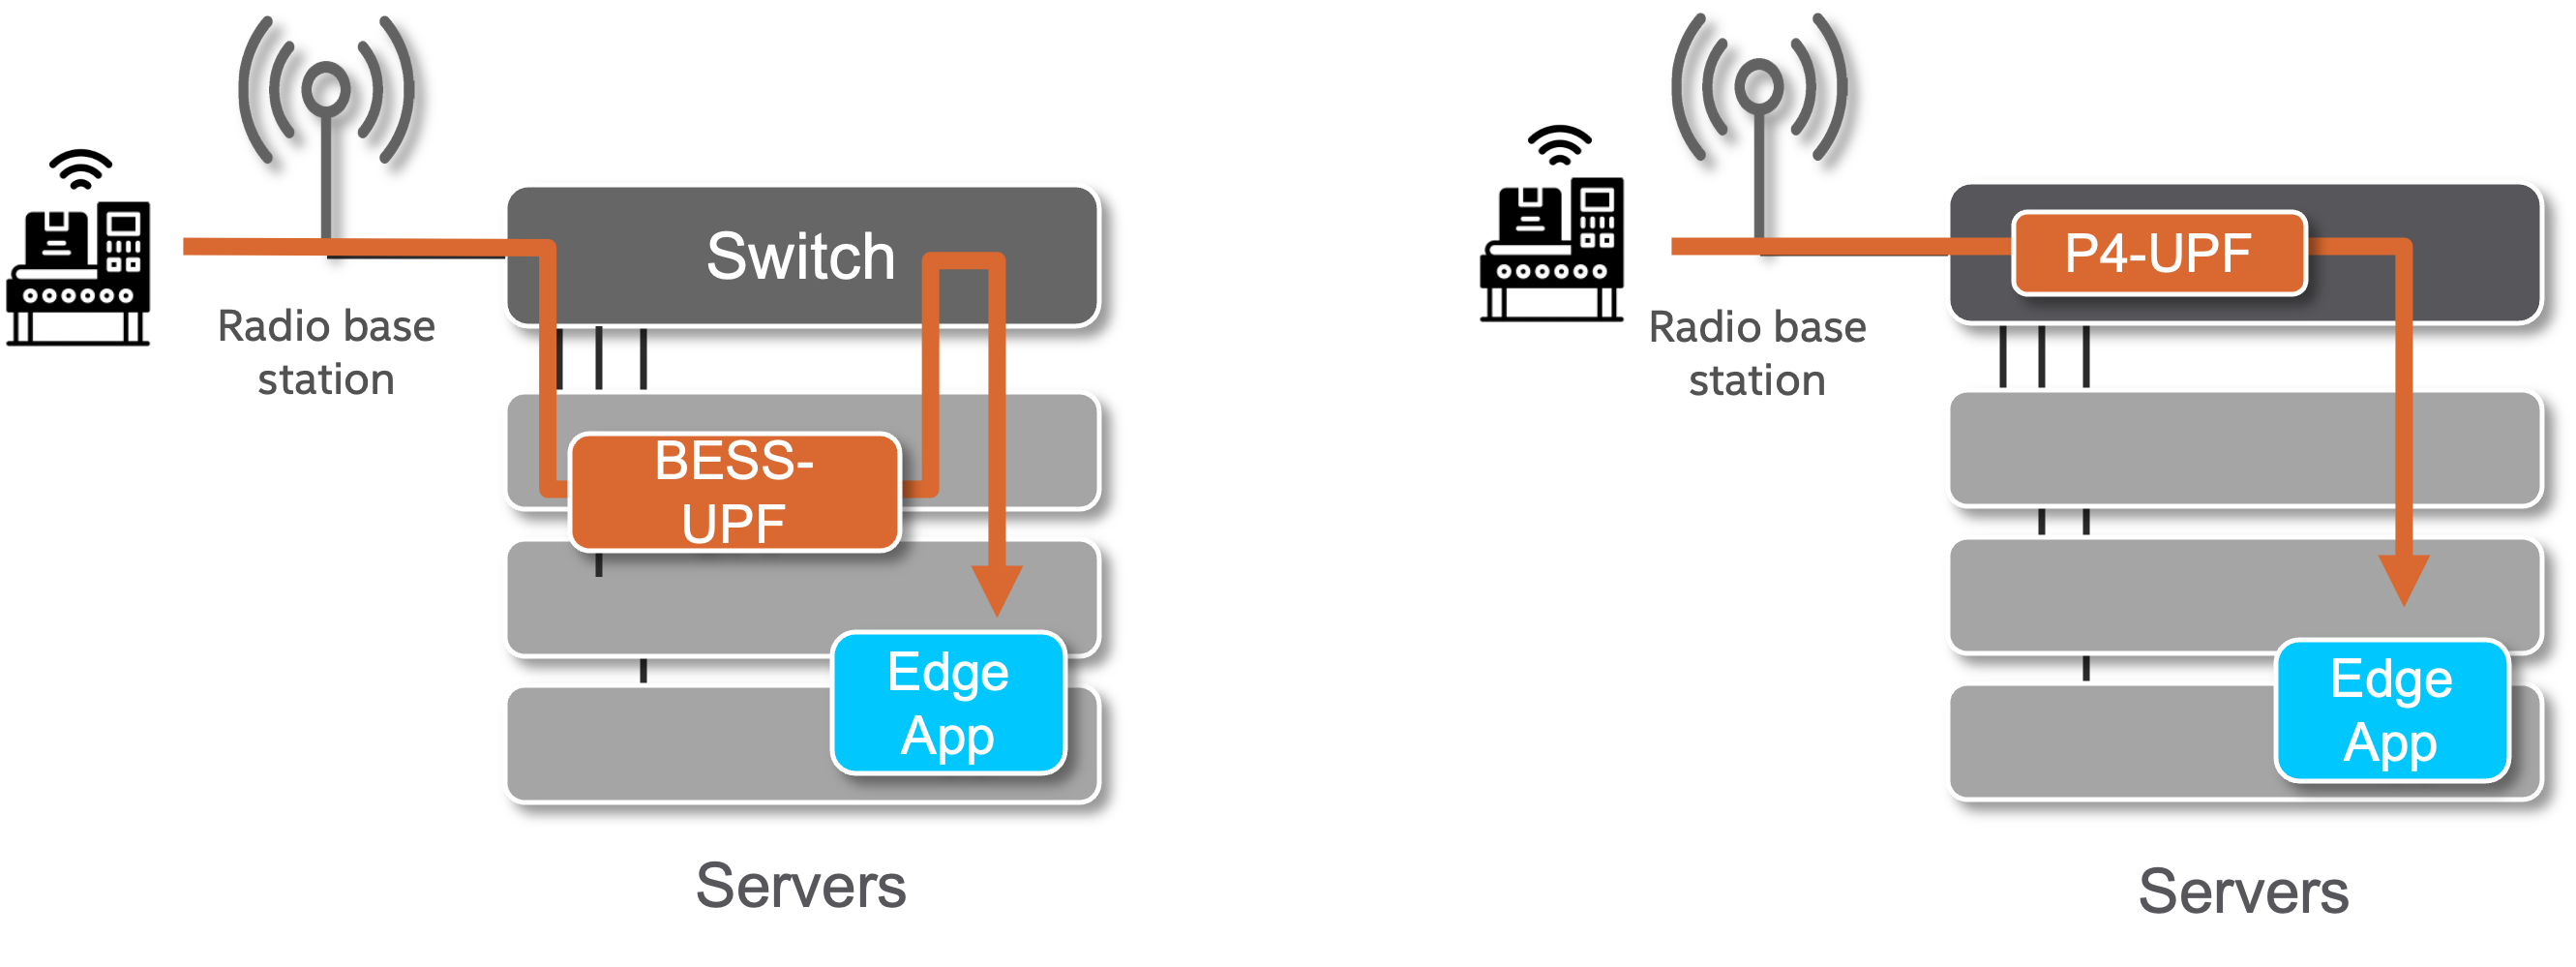 Radio base
station
Switch
BESS-
UPF
Edge
App
Servers
Radio base
station
P4-UPF
Edge
App
Servers